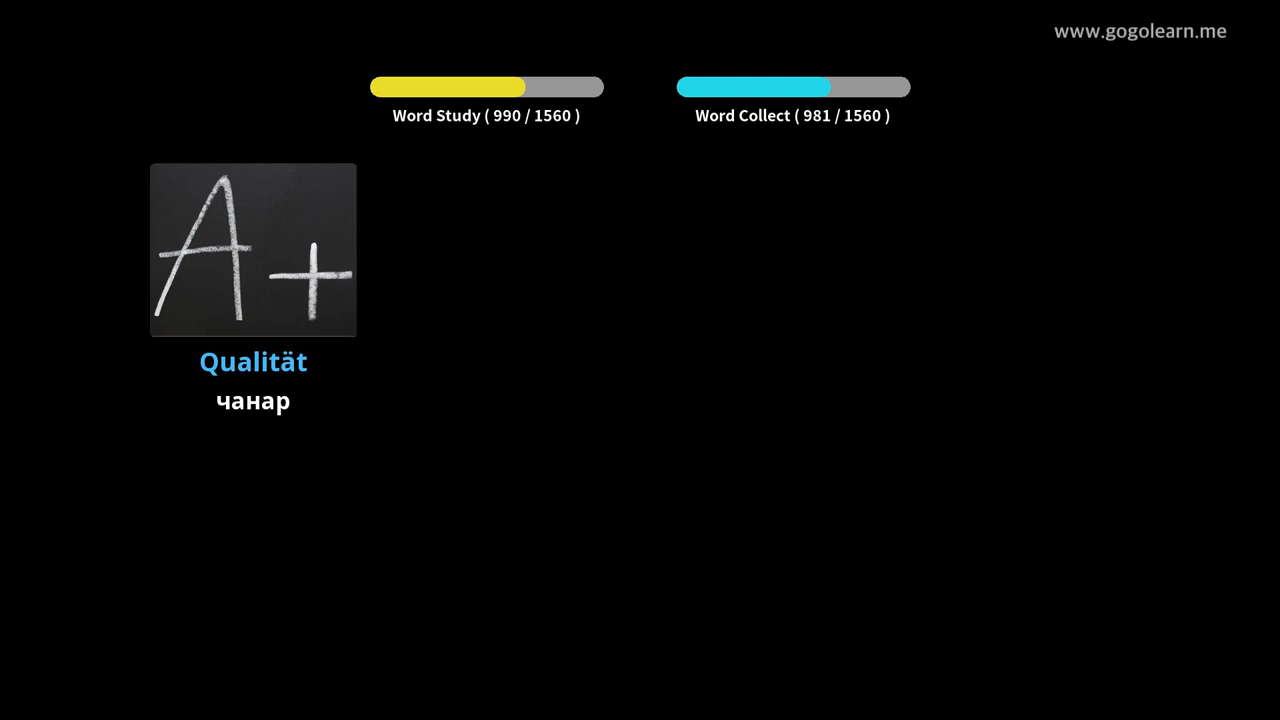 www.gogolearn.me
Word Study ( 990 / 1560 )
Word Collect ( 981 / 1560 )
A+
Qualität
чанар